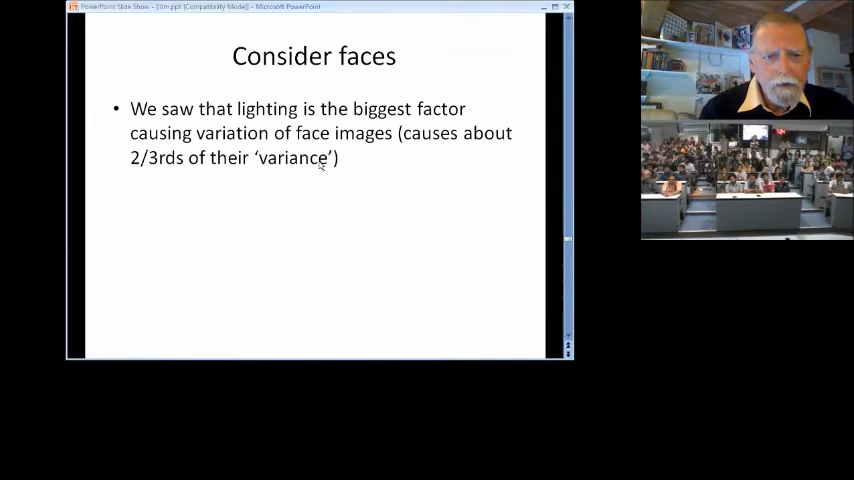 PowerPoint Slide Show - [itm.ppt [Compatibility Mode]] - Microsoft PowerPoint
Consider faces
• We saw that lighting is the biggest factor
causing variation of face images (causes about
2/3rds of their ‘variance’)